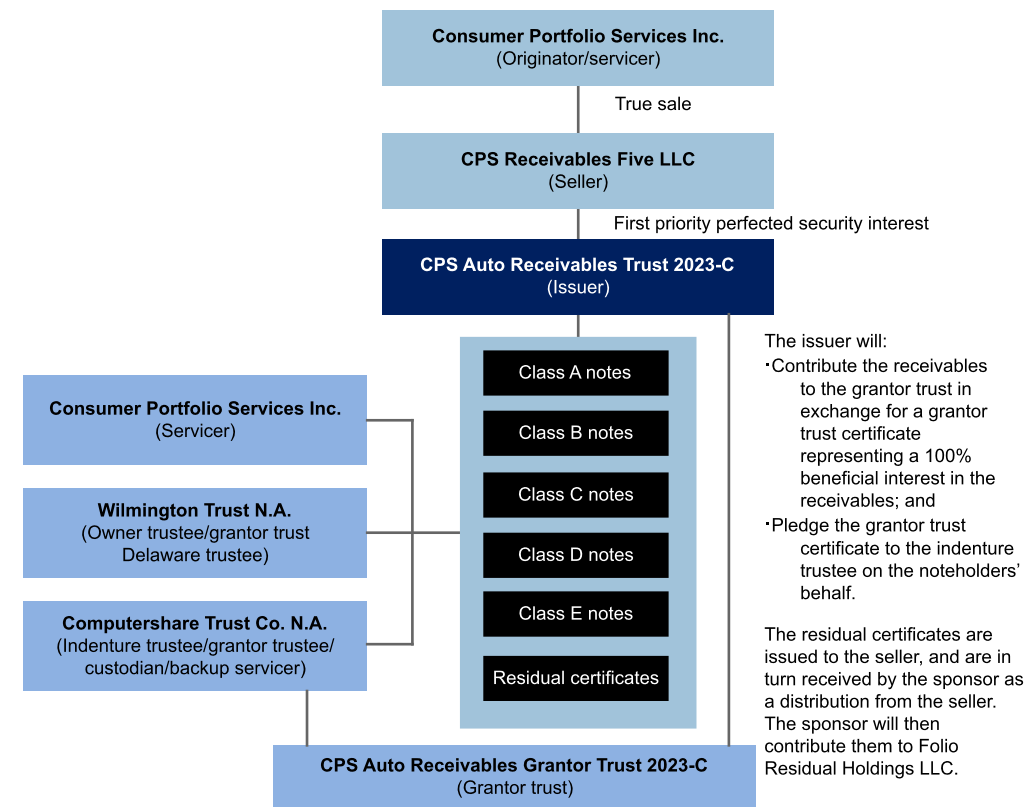 Consumer Portfolio Services Inc.
(Originator/servicer)
True sale
CPS Receivables Five LLC
(Seller)
First priority perfected security interest
CPS Auto Receivables Trust 2023-C
(Issuer)
Class A notes
Class B notes
Class C notes
Class D notes
Class E notes
Residual certificates
Consumer Portfolio Services Inc.
(Servicer)
Wilmington Trust N.A.
(Owner trustee/grantor trust
Delaware trustee)
Computershare Trust Co. N.A.
(Indenture trustee/grantor trustee/
custodian/backup servicer)
The issuer will:
·Contribute the receivables
to the grantor trust in
exchange for a grantor
trust certificate
representing a 100%
beneficial interest in the
receivables; and
·Pledge the grantor trust
certificate to the indenture
trustee on the noteholders’
behalf.
The residual certificates are
issued to the seller, and are in
turn received by the sponsor as
a distribution from the seller.
The sponsor will then
contribute them to Folio
Residual Holdings LLC.
CPS Auto Receivables Grantor Trust 2023-C
(Grantor trust)